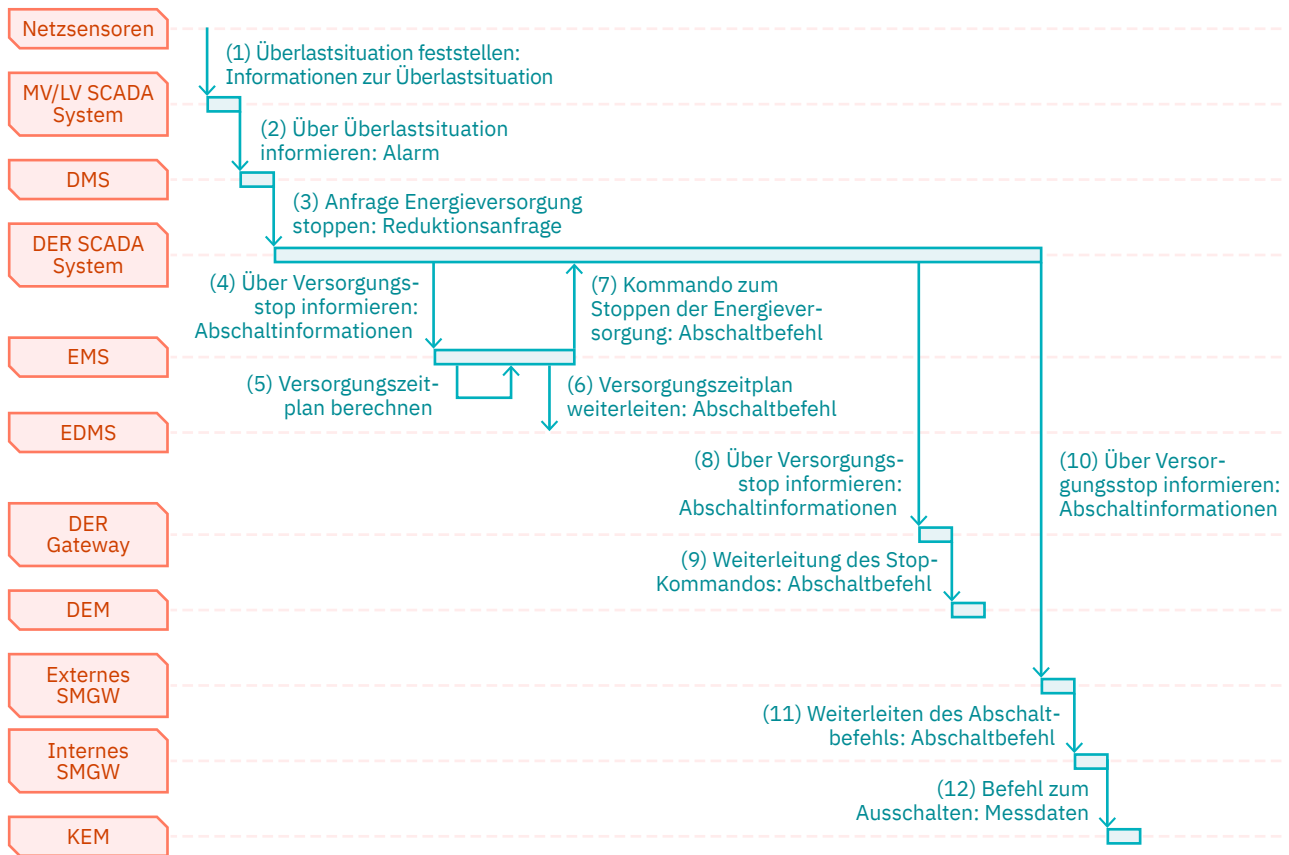 Netzsensoren
(1) Überlastsituation feststellen:
Informationen zur Überlastsituation
MV/LV SCADA
System
(2) Über Überlastsituation
informieren: Alarm
DMS
(3) Anfrage Energieversorgung
stoppen: Reduktionsanfrage
DER SCADA
System
(4) Über Versorgungs-
stop informieren:
Abschaltinformationen
(7) Kommando zum
Stoppen der Energiever-
sorgung: Abschaltbefehl
EMS
(5) Versorgungszeit-
plan berechnen
(6) Versorgungszeitplan
weiterleiten: Abschaltbefehl
EDMS
(8) Über Versorgungs-
stop informieren:
Abschaltinformationen
(10) Über Versor-
gungsstop informieren:
Abschaltinformationen
DER
Gateway
(9) Weiterleitung des Stop-
Kommandos: Abschaltbefehl
DEM
Externes
SMGW
(11) Weiterleiten des Abschalt-
befehls: Abschaltbefehl
Internes
SMGW
(12) Befehl zum
Ausschalten: Messdaten
KEM